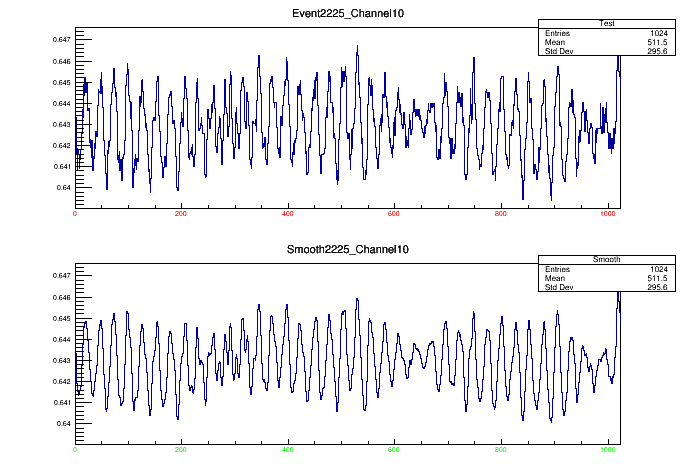 Event2225_Channel10
Test
Entries 1024
Mean 511.5
Std Dev 295.6
0.647
0.646
0.645
0.644
0.643
0.642
0.641
0.64
0 200 400 600 800 1000
Smooth2225_Channel10
Smooth
Entries 1024
Mean 511.5
Std Dev 295.6
0.647
0.646
0.645
0.644
0.643
0.642
0.641
0.64
0 200 400 600 800 1000